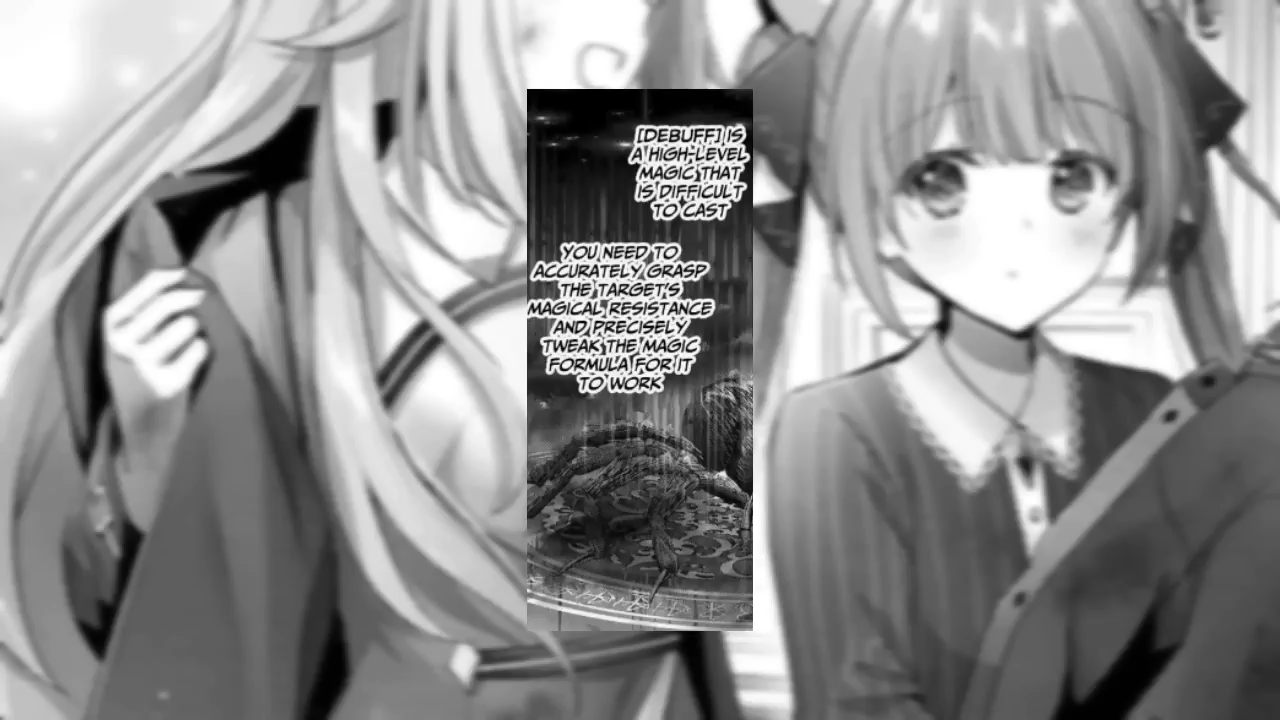 [DEBUFF] IS
A HIGH-LEVEL
MAGIC THAT
IS DIFFICULT
TO CAST
YOU NEED TO
ACCURATELY GRASP
THE TARGET'S
MAGICAL RESISTANCE
AND PRECISELY
TWEAK THE MAGIC
FORMULA FOR IT
TO WORK